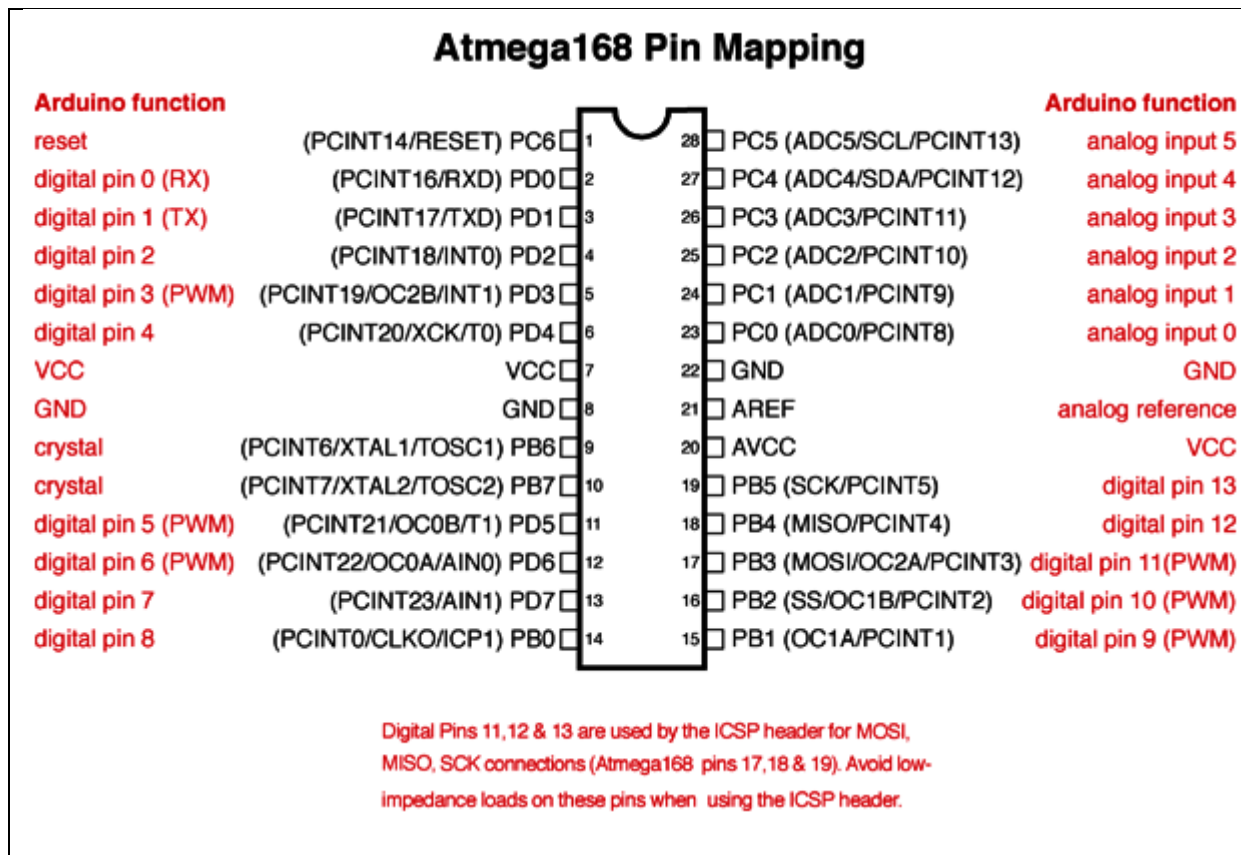 Atmega168 Pin Mapping
Arduino function Arduino function
reset (PCINT14/RESET) PC6 1 28 PC5 (ADC5/SCL/PCINT13) analog input 5
digital pin 0 (RX) (PCINT16/RXD) PD0 2 27 PC4 (ADC4/SDA/PCINT12) analog input 4
digital pin 1 (TX) (PCINT17/TXD) PD1 3 26 PC3 (ADC3/PCINT11) analog input 3
digital pin 2 (PCINT18/INT0) PD2 4 25 PC2 (ADC2/PCINT10) analog input 2
digital pin 3 (PWM) (PCINT19/OC2B/INT1) PD3 5 24 PC1 (ADC1/PCINT9) analog input 1
digital pin 4 (PCINT20/XCK/T0) PD4 6 23 PC0 (ADC0/PCINT8) analog input 0
VCC VCC 7 22 GND GND
GND GND 8 21 AREF analog reference
crystal (PCINT6/XTAL1/TOSC1) PB6 9 20 AVCC VCC
crystal (PCINT7/XTAL2/TOSC2) PB7 10 19 PB5 (SCK/PCINT5) digital pin 13
digital pin 5 (PWM) (PCINT21/OC0B/T1) PD5 11 18 PB4 (MISO/PCINT4) digital pin 12
digital pin 6 (PWM) (PCINT22/OC0A/AIN0) PD6 12 17 PB3 (MOSI/OC2A/PCINT3) digital pin 11(PWM)
digital pin 7 (PCINT23/AIN1) PD7 13 16 PB2 (SS/OC1B/PCINT2) digital pin 10 (PWM)
digital pin 8 (PCINT0/CLKO/ICP1) PB0 14 15 PB1 (OC1A/PCINT1) digital pin 9 (PWM)
Digital Pins 11,12 & 13 are used by the ICSP header for MOSI,
MISO, SCK connections (Atmega168 pins 17,18 & 19). Avoid low-
impedance loads on these pins when using the ICSP header.